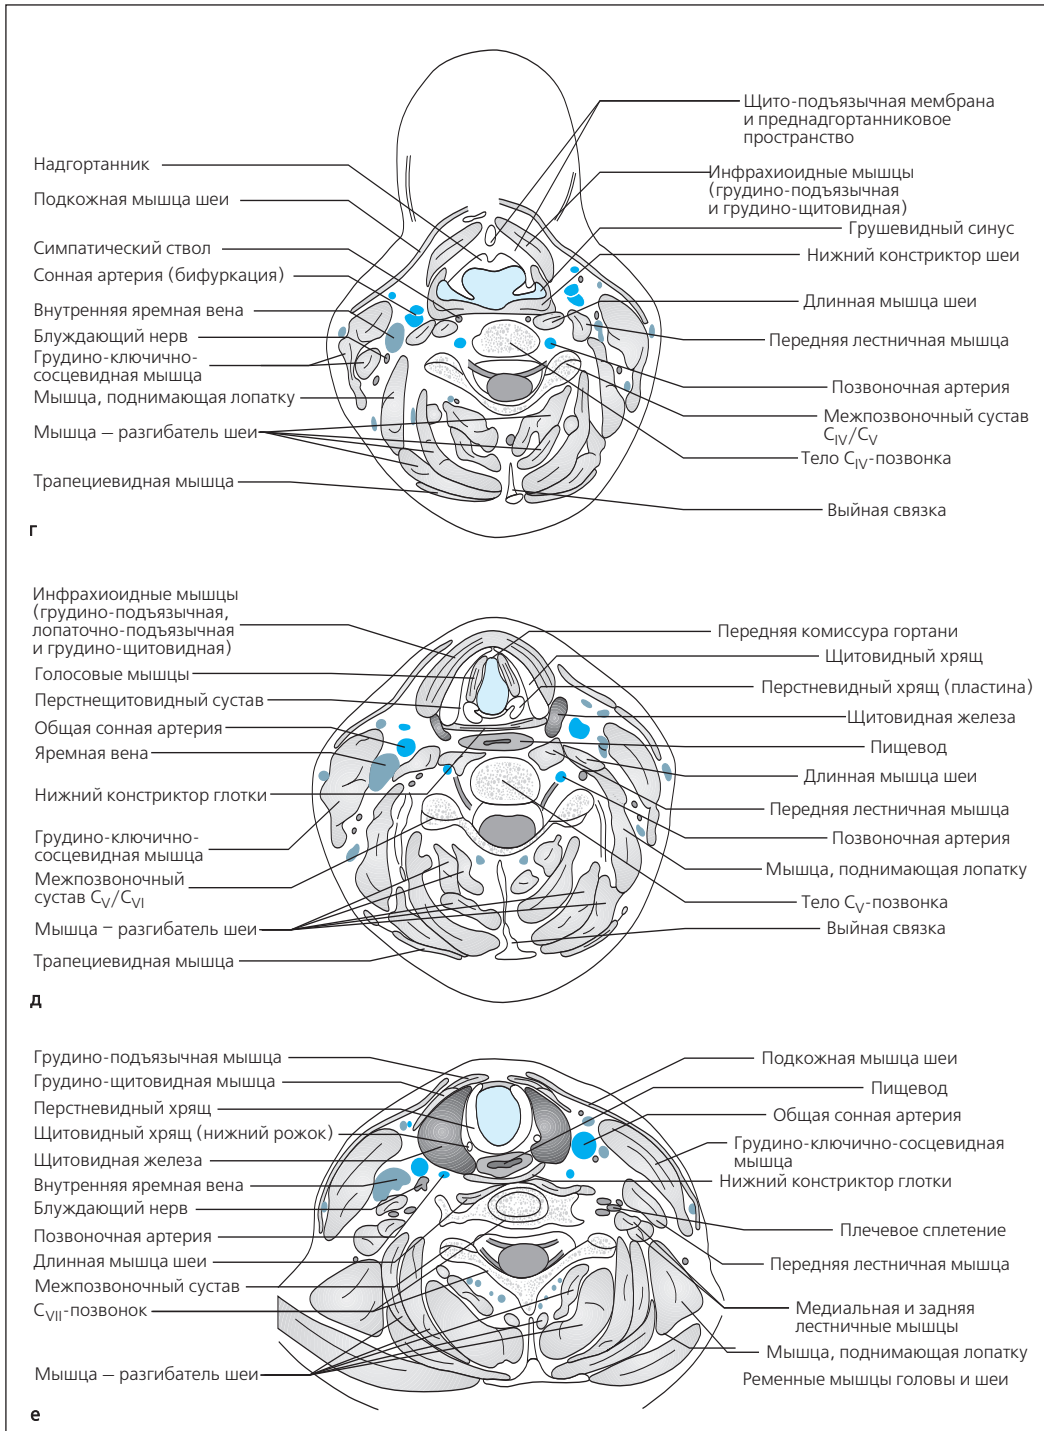 Надгортанник
Подкожная мышца шеи
Симпатический ствол
Сонная артерия (бифуркация)
Внутренняя яремная вена
Блуждающий нерв
Грудино-ключично-
сосцевидная мышца
Мышца, поднимающая лопатку
Мышца – разгибатель шеи
Трапециевидная мышца
Щито-подъязычная мембрана
и преднадгортанниковое
пространство
Инфрахиоидные мышцы
(грудино-подъязычная
и грудино-щитовидная)
Грушевидный синус
Нижний констриктор шеи
Длинная мышца шеи
Передняя лестничная мышца
Позвоночная артерия
Межпозвоночный сустав
CIV/CV
Тело CIV-позвонка
Выйная связка
г
Инфрахиоидные мышцы
(грудино-подъязычная,
лопаточно-подъязычная
и грудино-щитовидная)
Голосовые мышцы
Перстнещитовидный сустав
Общая сонная артерия
Яремная вена
Нижний констриктор глотки
Грудино-ключично-
сосцевидная мышца
Межпозвоночный
сустав CV/CVI
Мышца – разгибатель шеи
Трапециевидная мышца
Передняя комиссура гортани
Щитовидный хрящ
Перстневидный хрящ (пластина)
Щитовидная железа
Пищевод
Длинная мышца шеи
Передняя лестничная мышца
Позвоночная артерия
Мышца, поднимающая лопатку
Тело CV-позвонка
Выйная связка
д
Грудино-подъязычная мышца
Грудино-щитовидная мышца
Перстневидный хрящ
Щитовидный хрящ (нижний рожок)
Щитовидная железа
Внутренняя яремная вена
Блуждающий нерв
Позвоночная артерия
Длинная мышца шеи
Межпозвоночный сустав
CVII-позвонок
Мышца – разгибатель шеи
Подкожная мышца шеи
Пищевод
Общая сонная артерия
Грудино-ключично-сосцевидная
мышца
Нижний констриктор глотки
Плечевое сплетение
Передняя лестничная мышца
Медиальная и задняя
лестничные мышцы
Мышца, поднимающая лопатку
Ременные мышцы головы и шеи
е